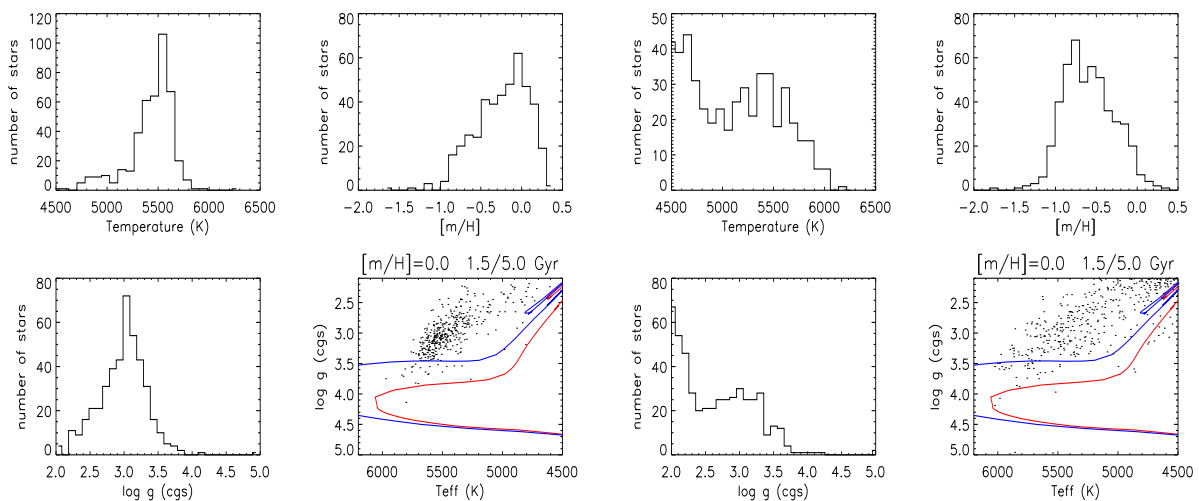 120
100
80
60
40
20
0
number of stars
4500 5000 5500 6000 6500
Temperature (K)
80
60
40
20
0
number of stars
−2.0 −1.5 −1.0 −0.5 0.0 0.5
[m/H]
50
40
30
20
10
0
number of stars
4500 5000 5500 6000 6500
Temperature (K)
80
60
40
20
0
number of stars
−2.0 −1.5 −1.0 −0.5 0.0 0.5
[m/H]
80
60
40
20
0
number of stars
2.0 2.5 3.0 3.5 4.0 4.5 5.0
log g (cgs)
[m/H]=0.0 1.5/5.0 Gyr
2.5
3.0
3.5
4.0
4.5
5.0
log g (cgs)
6000 5500 5000 4500
Teff (K)
80
60
40
20
0
number of stars
2.0 2.5 3.0 3.5 4.0 4.5 5.0
log g (cgs)
[m/H]=0.0 1.5/5.0 Gyr
2.5
3.0
3.5
4.0
4.5
5.0
log g (cgs)
6000 5500 5000 4500
Teff (K)